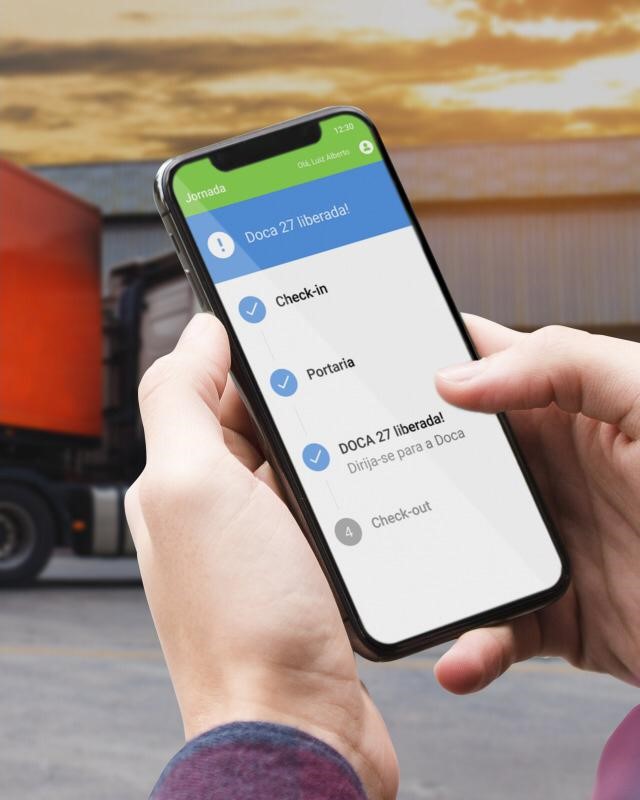 12:30
Olá, Luiz Alberto
Jornada
Doca 27 liberada!
Check-in
Portaria
DOCA 27 liberada!
Dirija-se para a Doca
4
Check-out